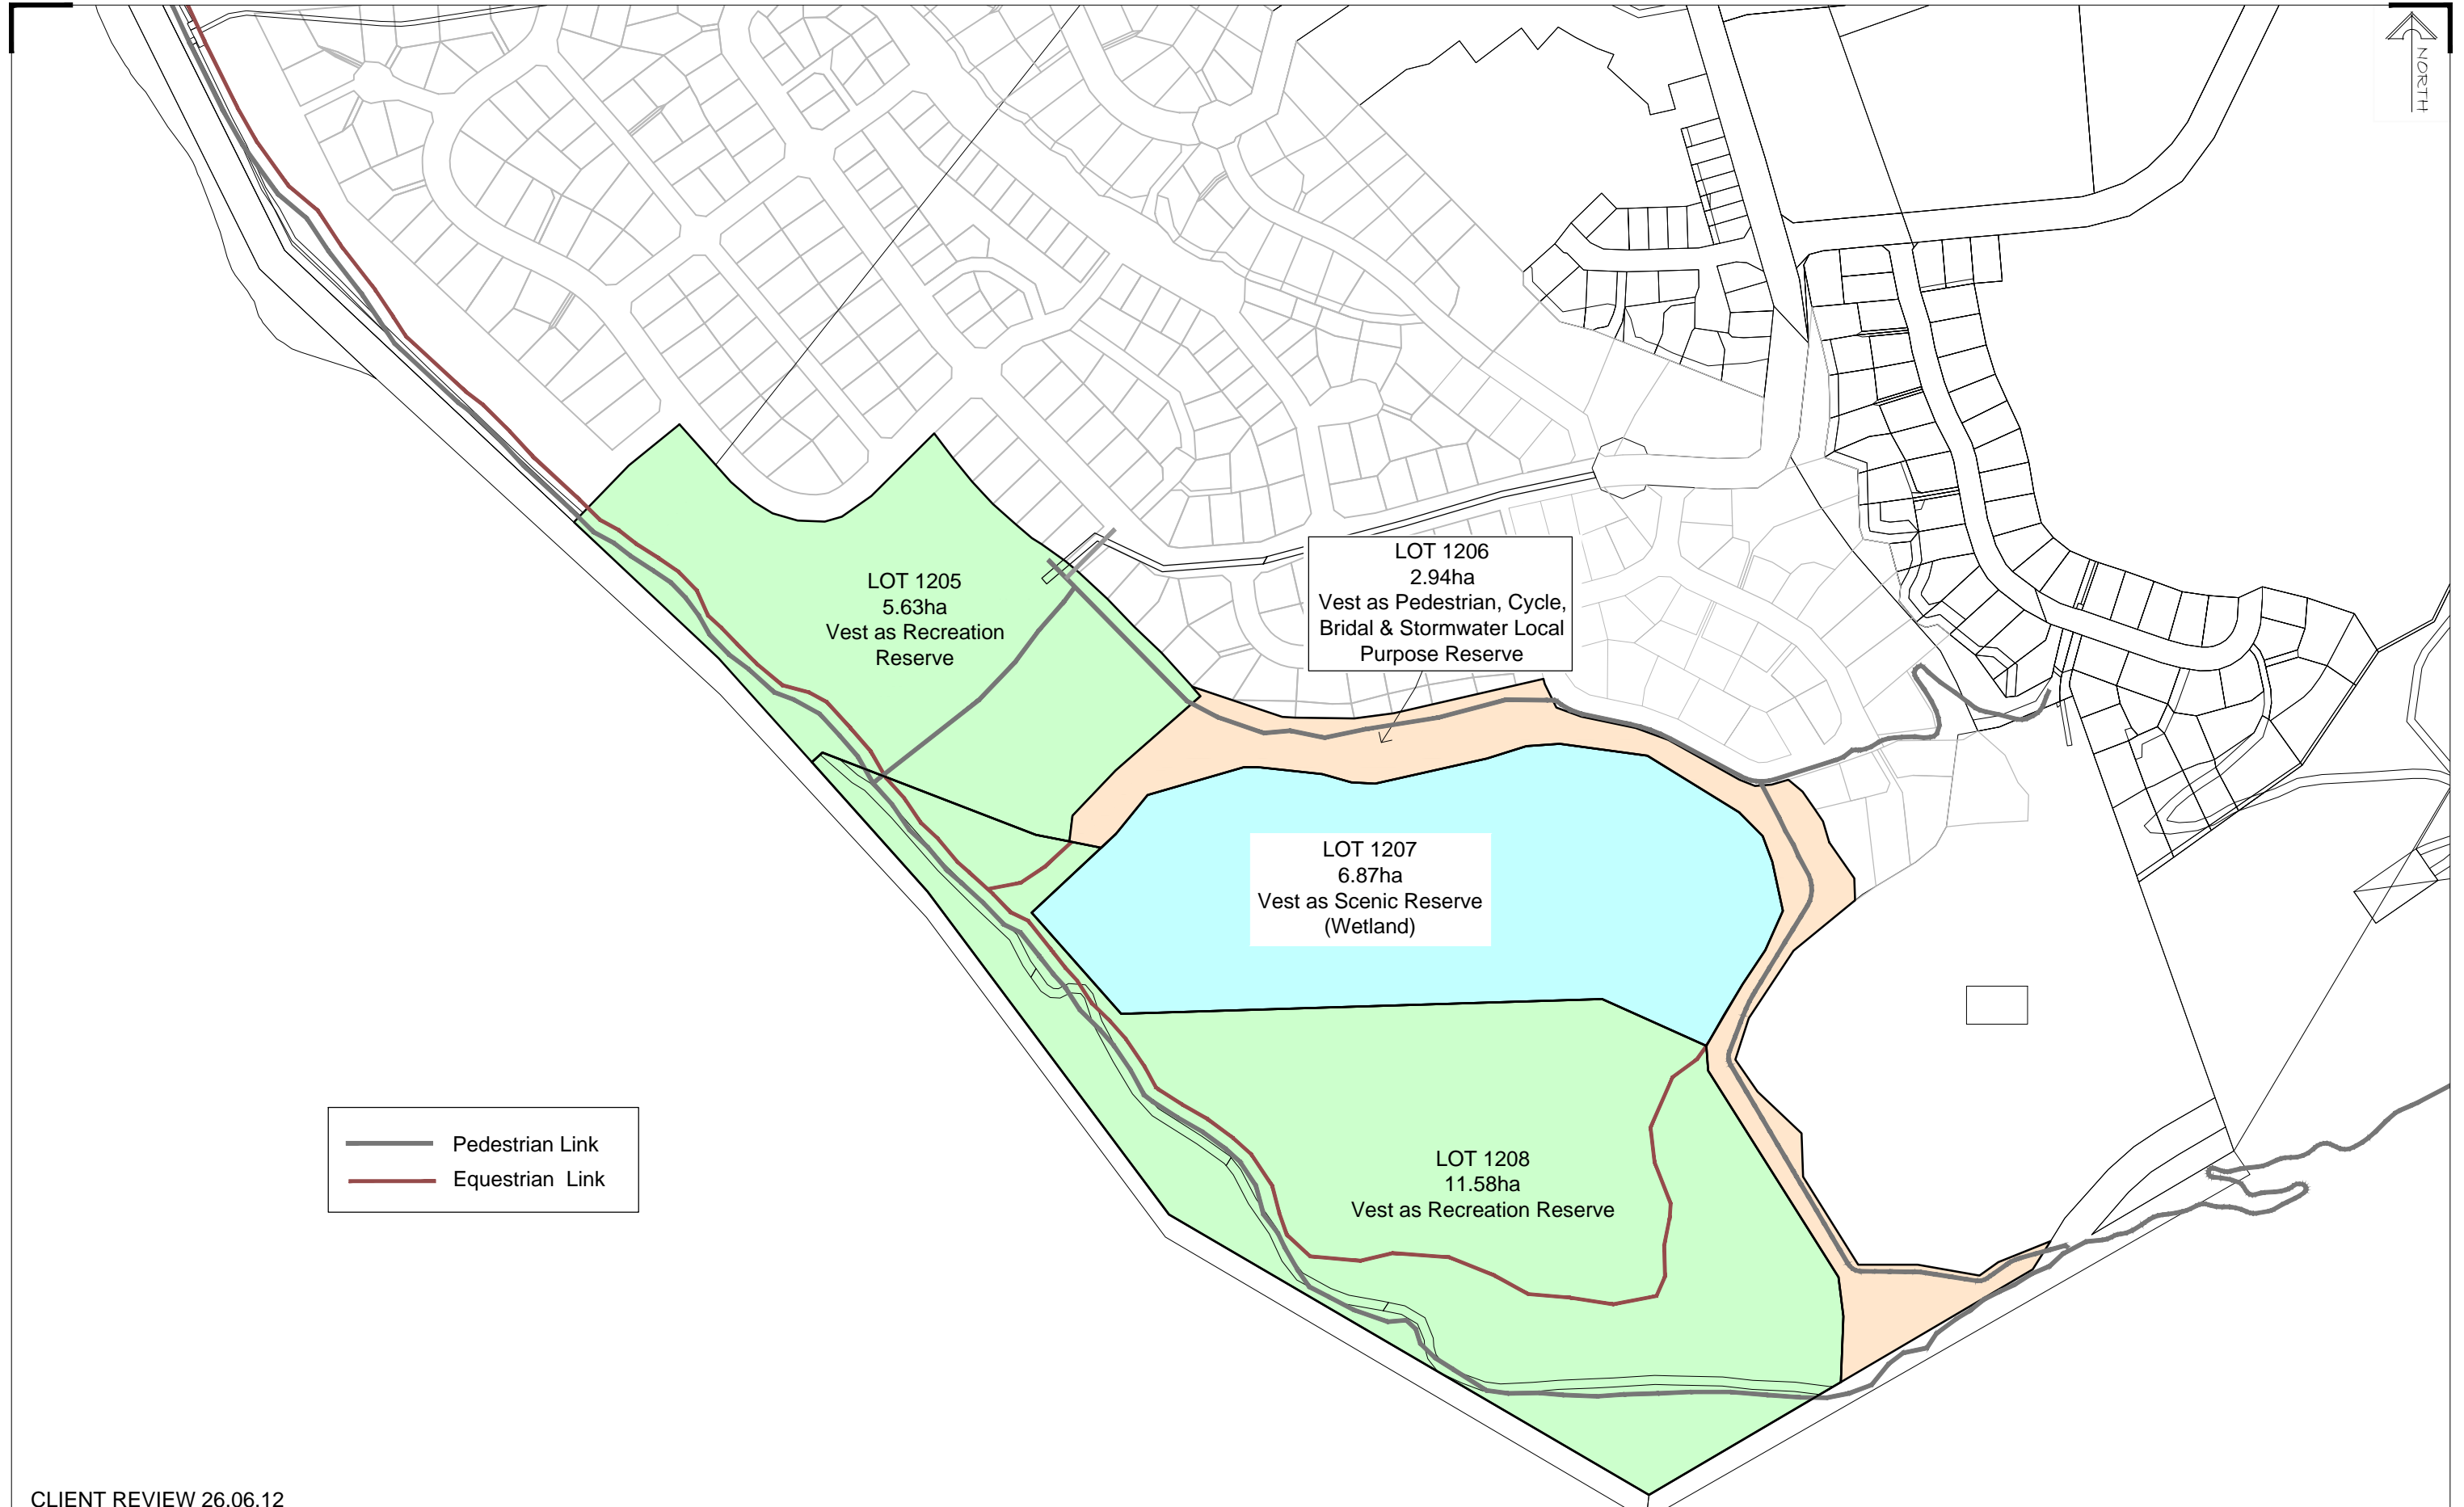 NORTH
LOT 1205
5.63ha
Vest as Recreation
Reserve
LOT 1206
2.94ha
Vest as Pedestrian, Cycle,
Bridal & Stormwater Local
Purpose Reserve
LOT 1207
6.87ha
Vest as Scenic Reserve
(Wetland)
LOT 1208
11.58ha
Vest as Recreation Reserve
Pedestrian Link
Equestrian Link
CLIENT REVIEW 26.06.12